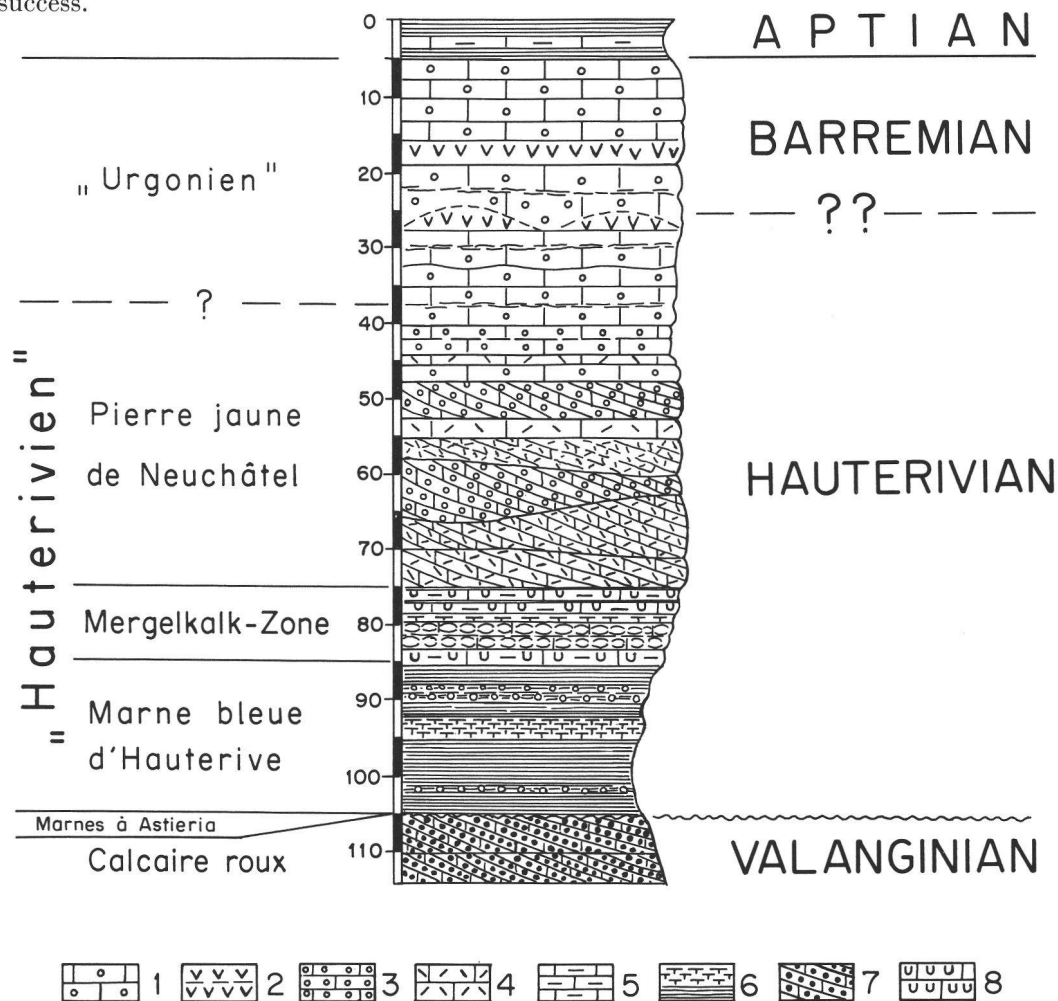 success.
0
APTIAN
10
BARREMIAN
„Urgonien"
20
— — ?? — —
30
— — — ? — — —
40
"Hauterivien"
Pierre jaune
50
de Neuchâtel
60
HAUTERIVIAN
70
Mergelkalk-Zone
80
90
Marne bleue
d'Hauterive
100
Marnes à Astieria
Calcaire roux
110
VALANGINIAN
1 2 3 4 5 6 7 8